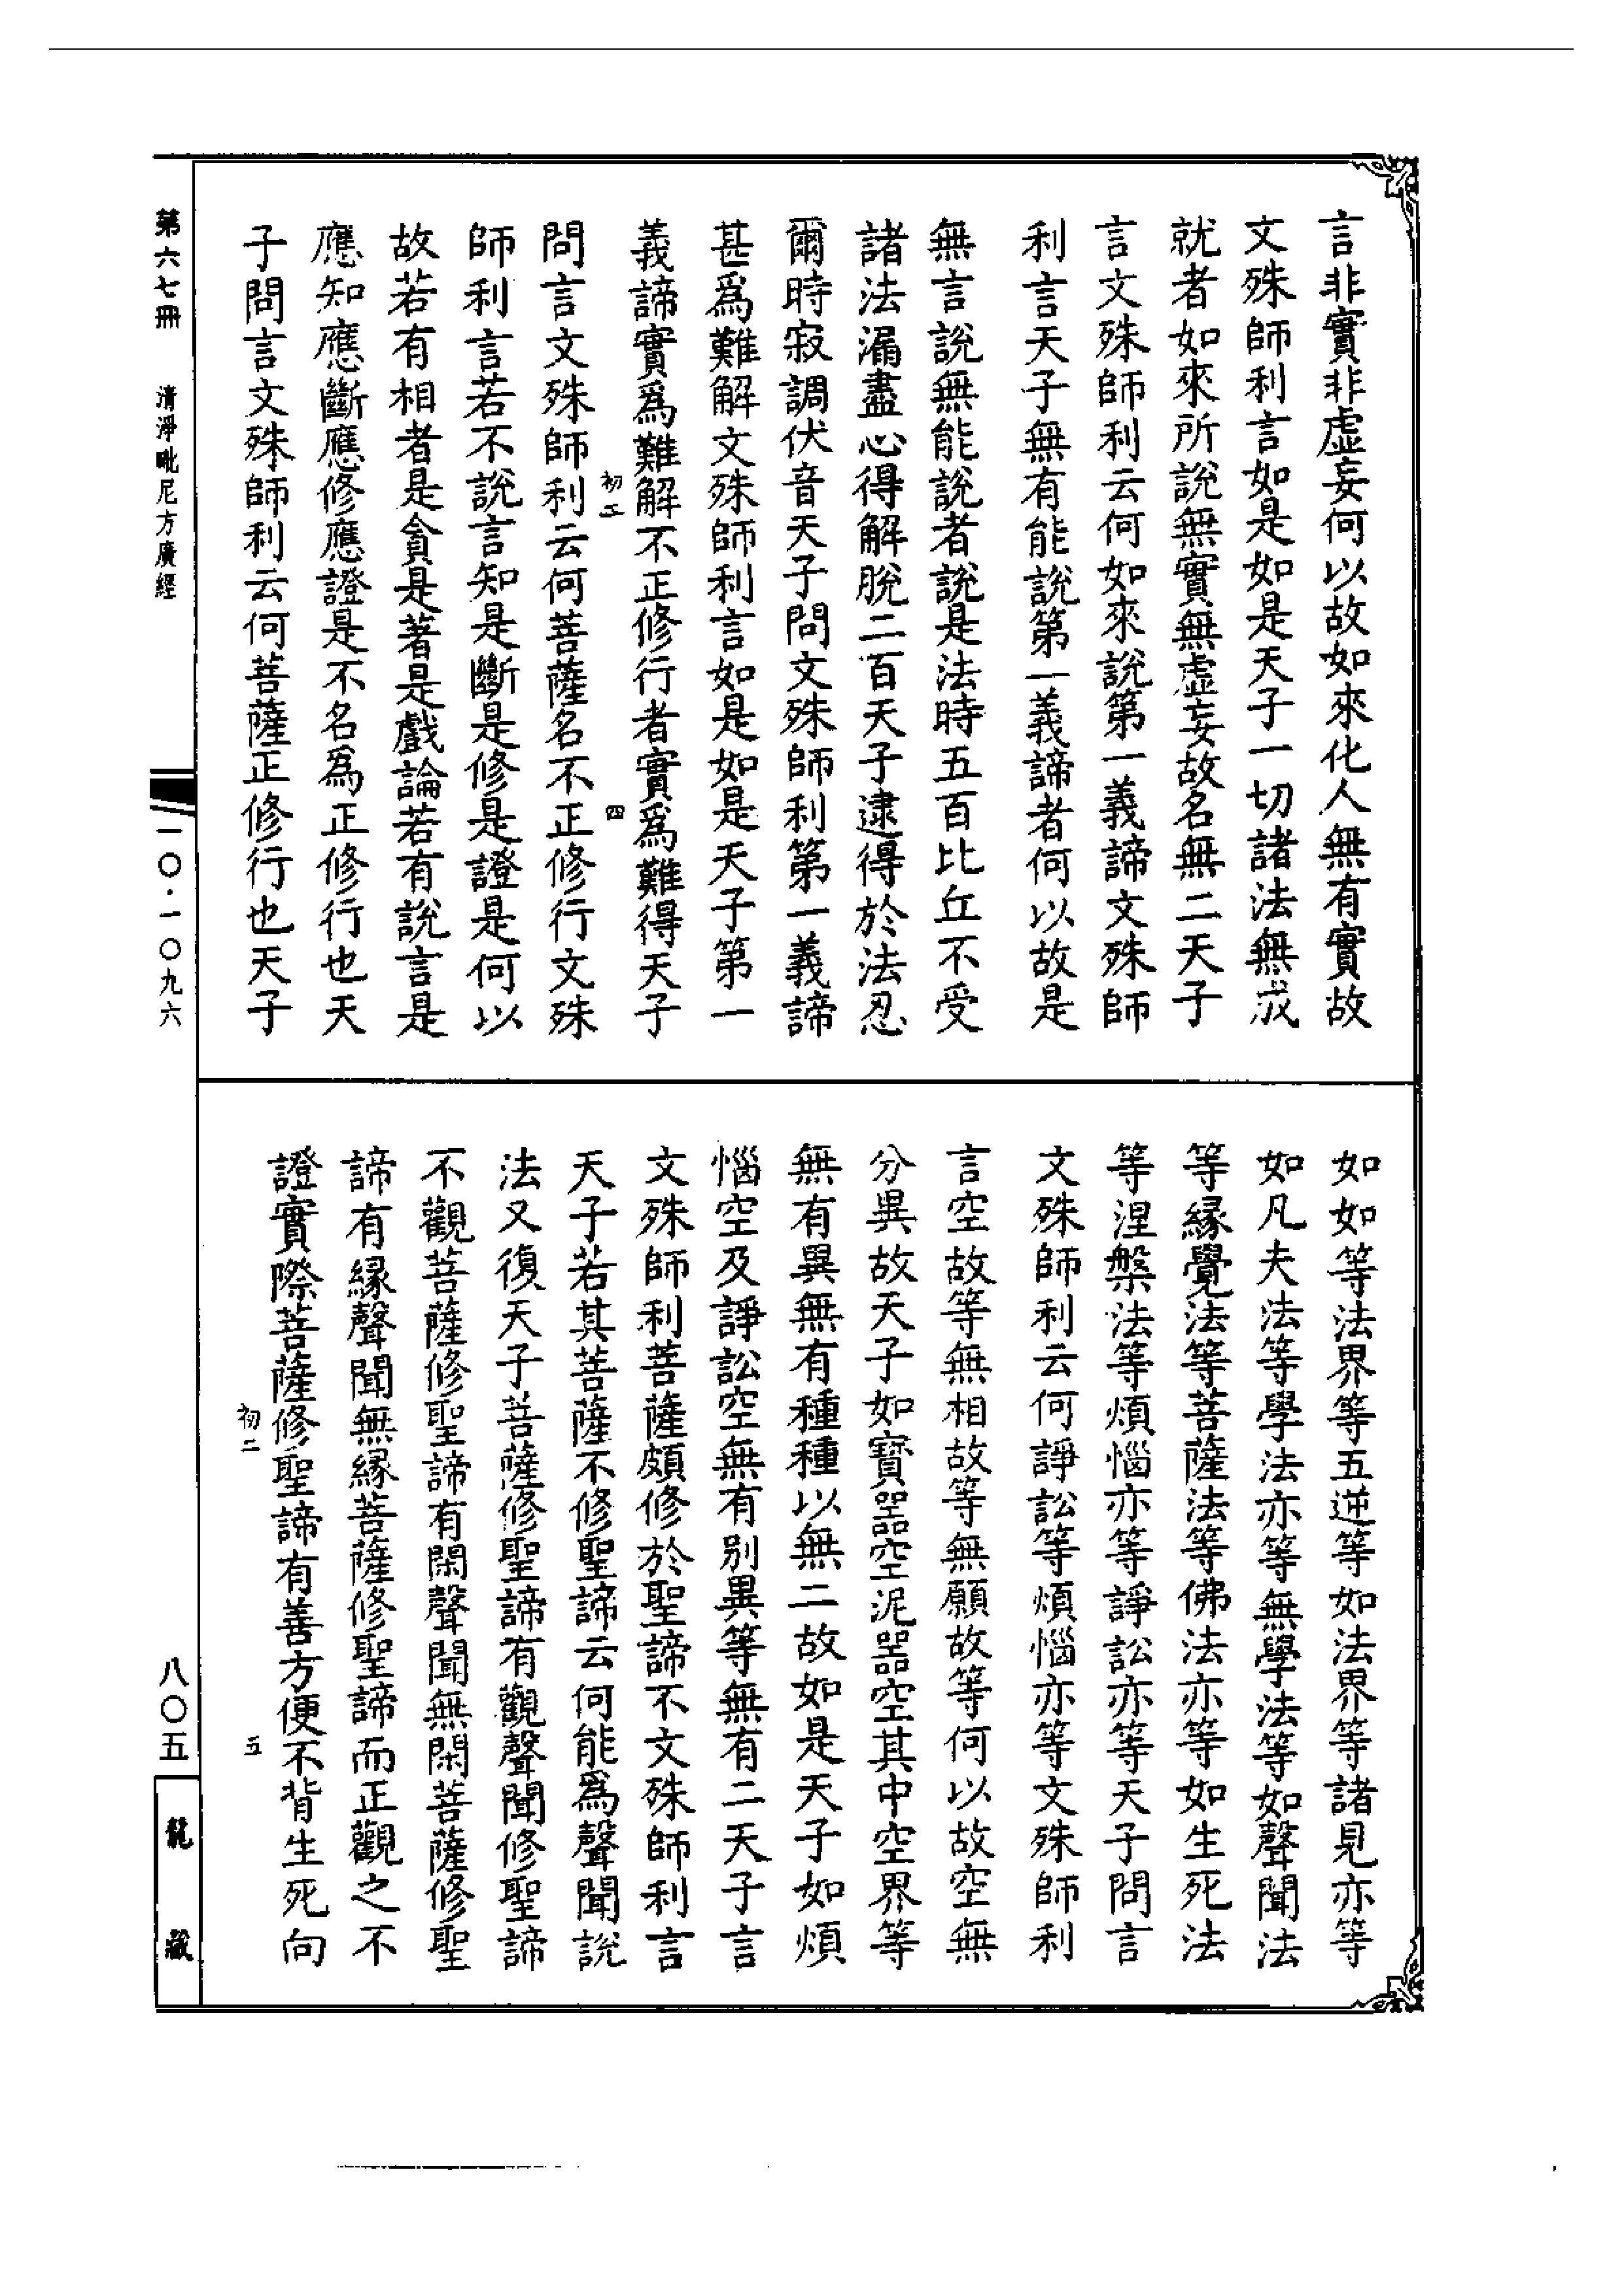 言非實非虛妄何以故如來化人無有實故
文殊師利言如是如是天子一切諸法無成
就者如來所說無實無虛妄故名無二天子
言文殊師利云何如來說第一義諦文殊師
利言天子無有能說第一義諦者何以故是
無言說無能說者說是法時五百比丘不受
諸法漏盡心得解脫二百天子逮得於法忍
爾時寂調伏音天子問文殊師利第一義諦
甚爲難解文殊師利言如是如是天子第一
義諦實爲難解不正修行者實爲難得天子
初二 四
問言文殊師利云何菩薩名不正修行文殊
師利言若不說言知是斷是修是證是何以
故若有相者是貪是著是戲論若有說言是
應知應斷應修應證是不名為正修行也天
子問言文殊師利云何菩薩正修行也天子
如如等法界等五逆等如法界等諸見亦等
如凡夫法等學法亦等無學法等如聲聞法
等緣覺法等菩薩法等佛法亦等如生死法
等涅槃法等煩惱亦等諍訟亦等天子問言
文殊師利云何諍訟等煩惱亦等文殊師利
言空故等無相故等無願故等何以故空無
分異故天子如寶器空泥器空其中空界等
無有異無有種種以無二故如是天子如煩
惱空及諍訟空無有別異等無有二天子言
文殊師利菩薩頗修於聖諦不文殊師利言
天子若其菩薩不修聖諦云何能爲聲聞說
法又復天子菩薩修聖諦有觀聲聞修聖諦
不觀菩薩修聖諦有閑聲聞無閑菩薩修聖
諦有緣聲聞無緣菩薩修聖諦而正觀之不
證實際菩薩修聖諦有善方便不背生死向
初二 五
第六七冊 清淨毗尼方廣經
一〇·一〇九六
八〇五
龍藏